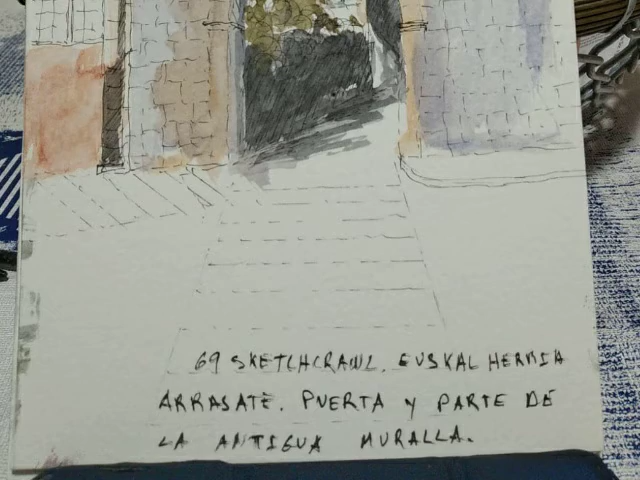 69 SKETCHCRAWL. EUSKAL HERRIA
ARRASATE. PUERTA Y PARTE DE
LA ANTIGUA MURALLA.